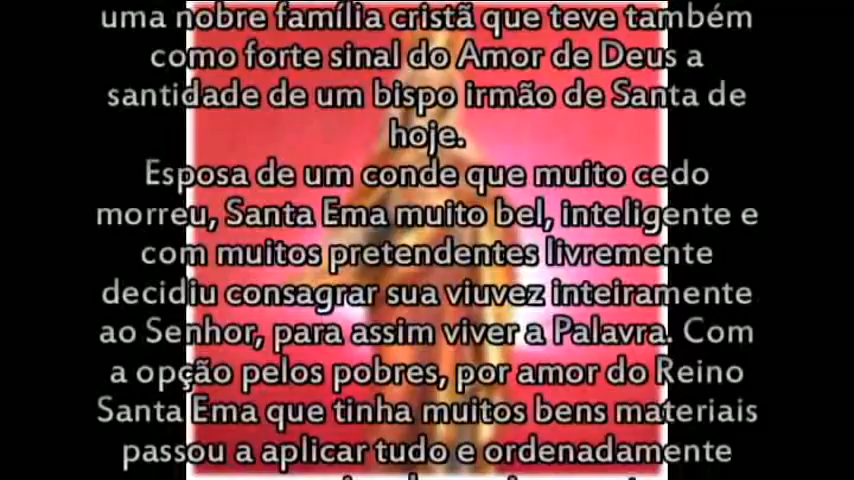 uma nobre família cristã que teve também
como forte sinal do Amor de Deus a
santidade de um bispo irmão de Santa de
hoje.
Esposa de um conde que muito cedo
morreu, Santa Ema muito bel, inteligente e
com muitos pretendentes livremente
decidiu consagrar sua viuvez inteiramente
ao Senhor, para assim viver a Palavra. Com
a opção pelos pobres, por amor do Reino
Santa Ema que tinha muitos bens materiais
passou a aplicar tudo e ordenadamente